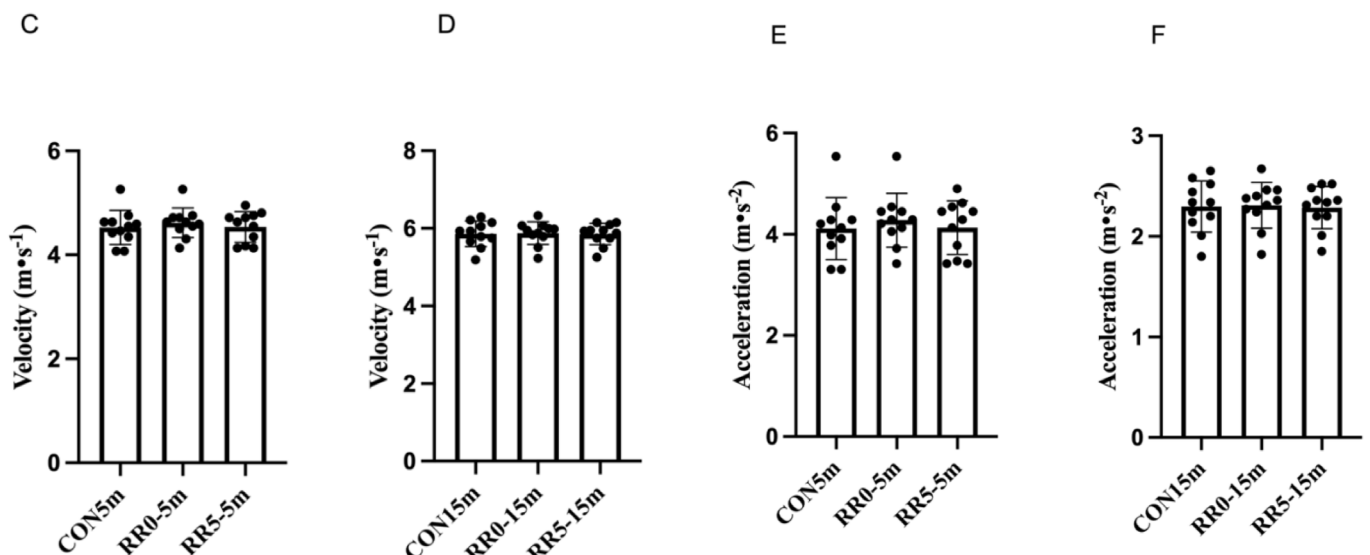 C
D
E
F
Velocity (m•s⁻¹)
6
4
2
0
CON5m
RR0-5m
RR5-5m
Velocity (m•s⁻¹)
8
6
4
2
0
CON15m
RR0-15m
RR5-15m
Acceleration (m•s⁻²)
6
4
2
0
CON5m
RR0-5m
RR5-5m
Acceleration (m•s⁻²)
3
2
1
0
CON15m
RR0-15m
RR5-15m